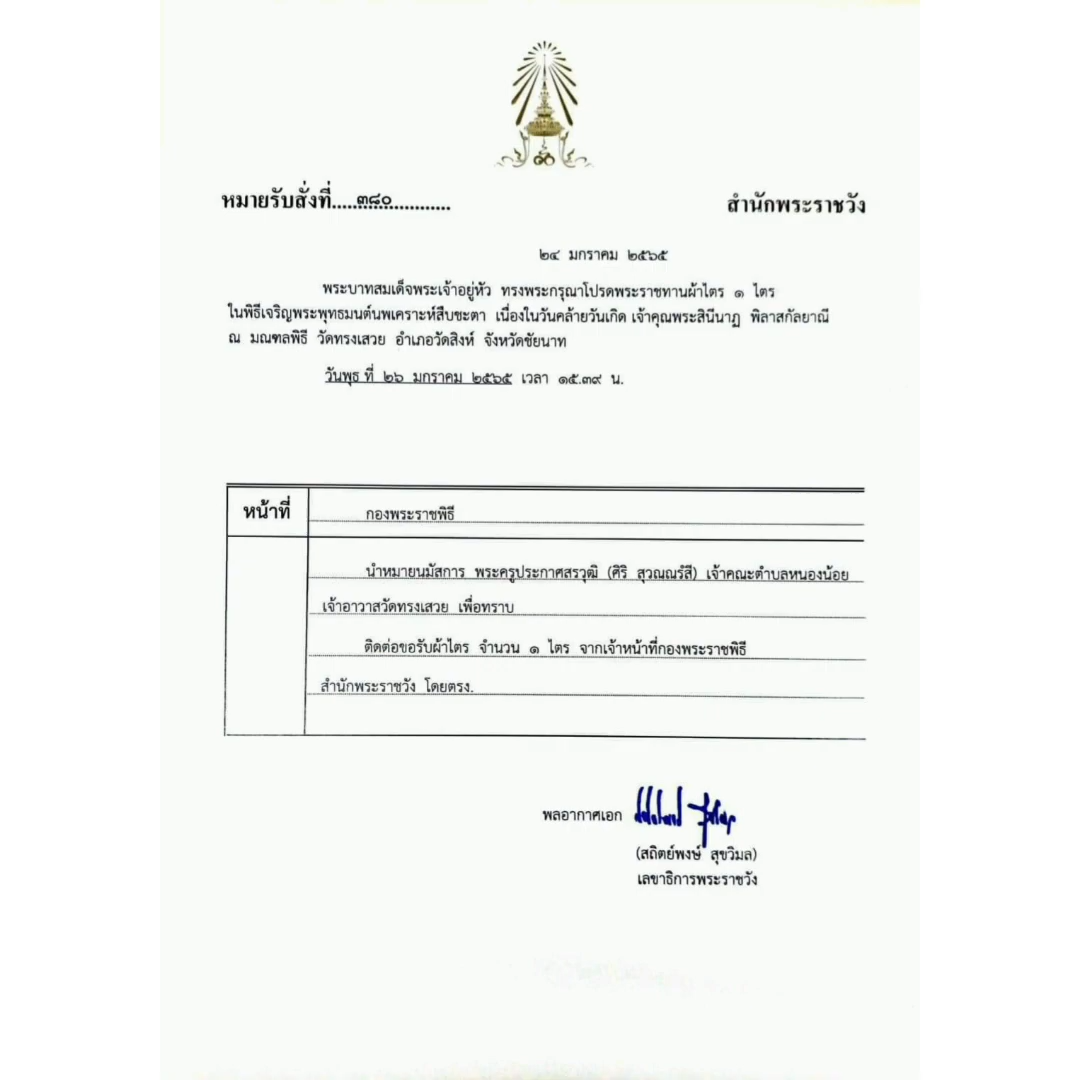 หมายรับสั่งที่......๓๘๐.............
สำนักพระราชวัง
๒๔ มกราคม ๒๕๖๕
พระบาทสมเด็จพระเจ้าอยู่หัว ทรงพระกรุณาโปรดพระราชทานผ้าไตร ๑ ไตร
ในพิธีเจริญพระพุทธมนต์นพเคราะห์สืบชะตา เนื่องในวันคล้ายวันเกิด เจ้าคุณพระสินีนาฏ พิลาสกัลยาณี
ณ มณฑลพิธี วัดทรงเสวย อำเภอวัดสิงห์ จังหวัดชัยนาท
วันพุธ ที่ ๒๖ มกราคม ๒๕๖๕ เวลา ๑๕.๓๙ น.
หน้าที่
กองพระราชพิธี
นำหมายนมัสการ พระครูประกาศสรวุฒิ (ศิริ สุวณฺณรํสี) เจ้าคณะตำบลหนองน้อย
เจ้าอาวาสวัดทรงเสวย เพื่อทราบ
ติดต่อขอรับผ้าไตร จำนวน ๑ ไตร จากเจ้าหน้าที่กองพระราชพิธี
สำนักพระราชวัง โดยตรง.
พลอากาศเอก
(สถิตย์พงษ์ สุขวิมล)
เลขาธิการพระราชวัง